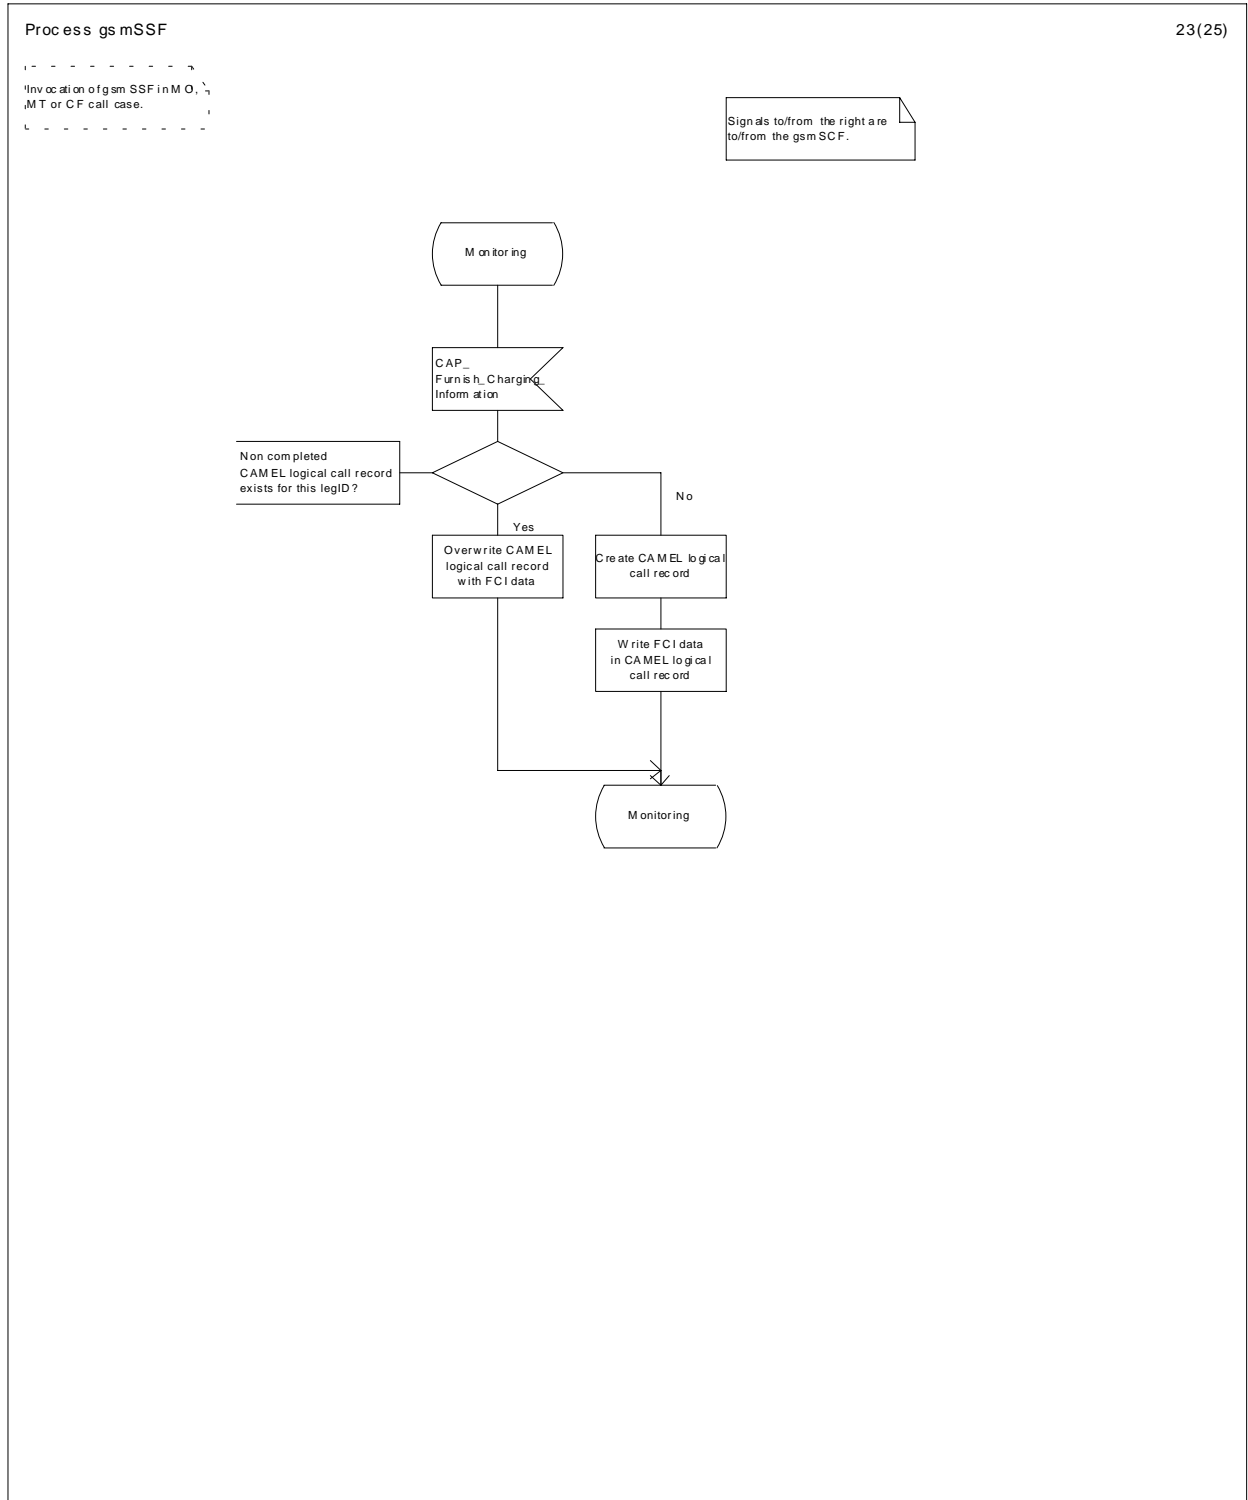 Process gsmSSF
23(25)
Invocation of gsm SSF in MO,
MT or CF call case.
Signals to/from the right are
to/from the gsmSCF.
Monitoring
CAP_
Furnish_Charging_
Information
Non completed
CAMEL logical call record
exists for this legID?
No
Yes
Overwrite CAMEL
logical call record
with FCI data
Create CAMEL logical
call record
Write FCI data
in CAMEL logical
call record
Monitoring